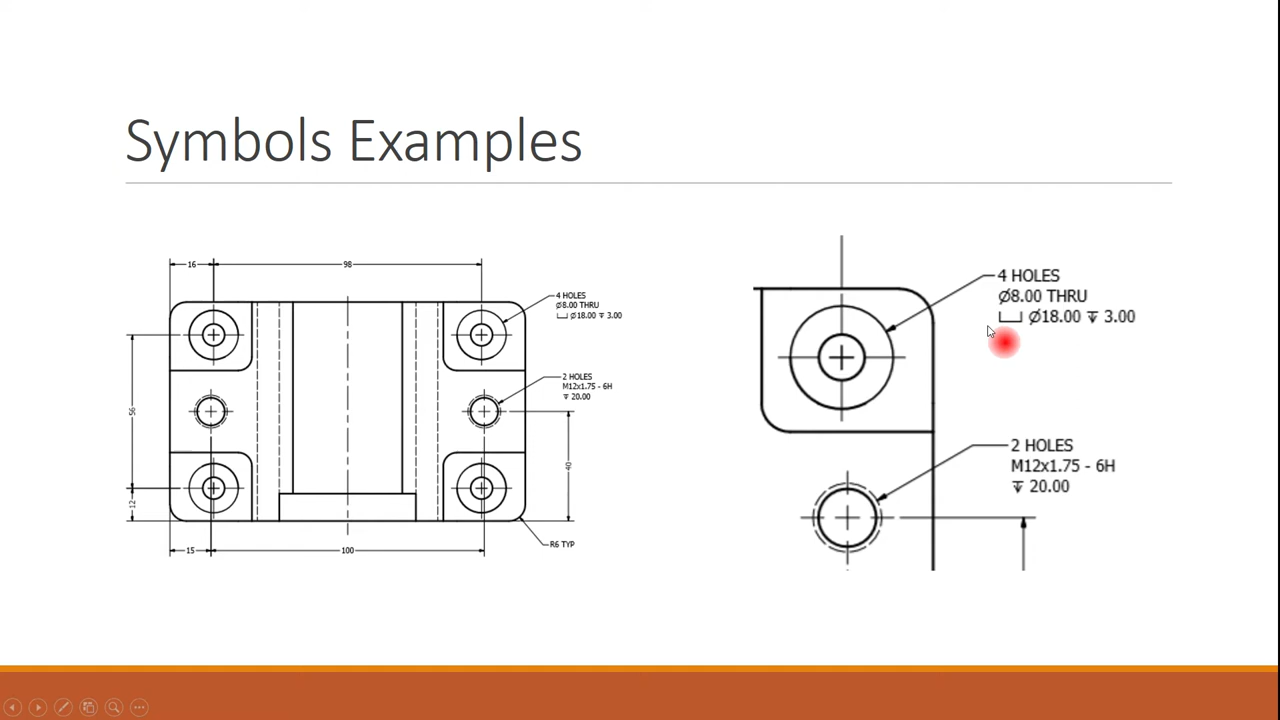 Symbols Examples
16
98
4 HOLES
Ø8.00 THRU
⌴ Ø18.00 ↧ 3.00
2 HOLES
M12x1.75 - 6H
↧ 20.00
56
40
12
15
100
R6 TYP
4 HOLES
Ø8.00 THRU
⌴ Ø18.00 ↧ 3.00
2 HOLES
M12x1.75 - 6H
↧ 20.00